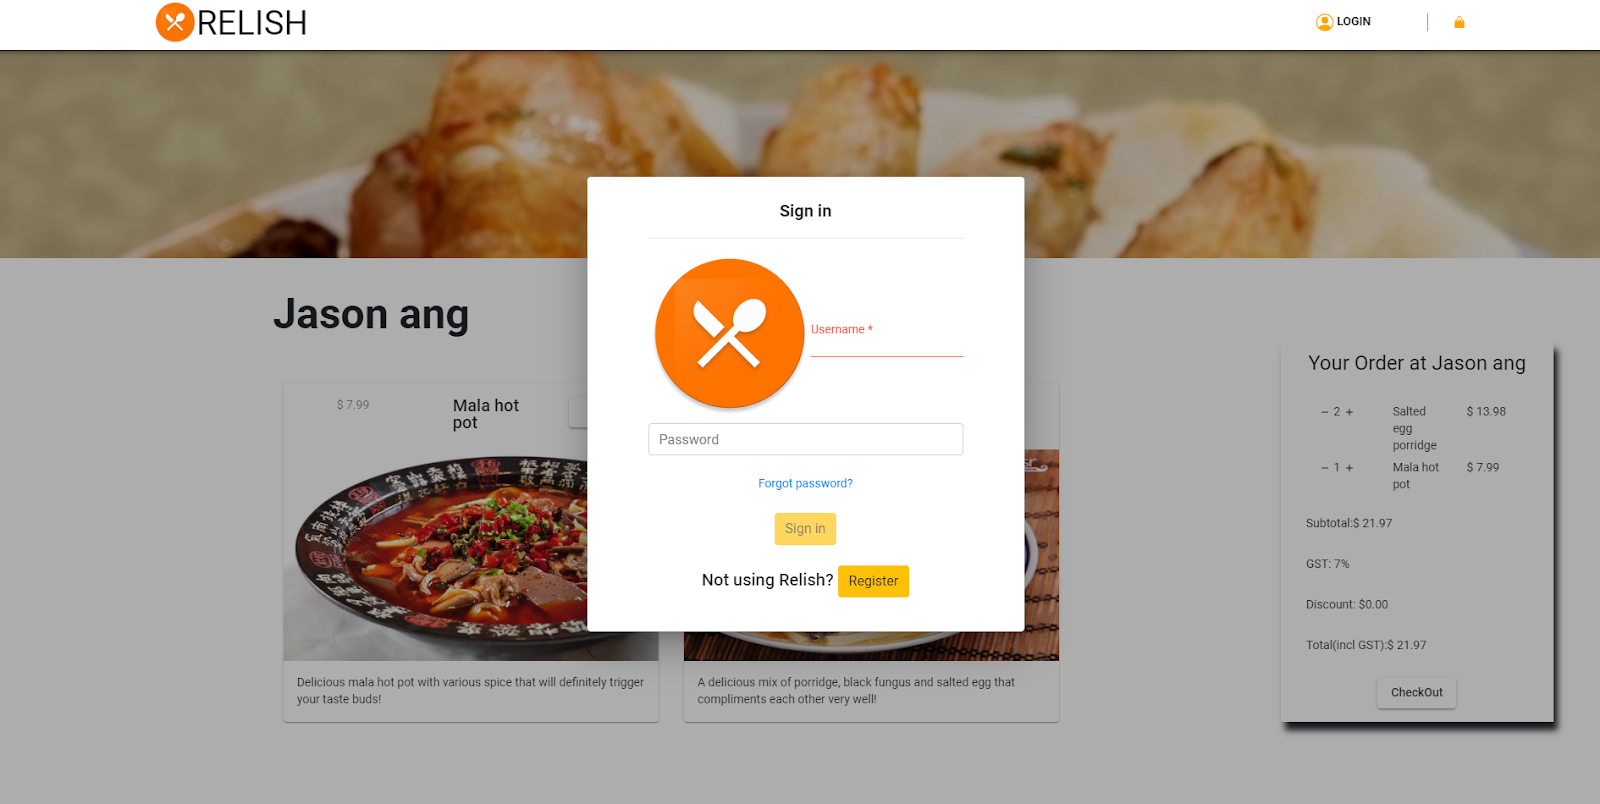 RELISH
LOGIN
Sign in
Username *
Password
Forgot password?
Sign in
Not using Relish? Register
Jason ang
$ 7.99
Mala hot
pot
Delicious mala hot pot with various spice that will definitely trigger
your taste buds!
A delicious mix of porridge, black fungus and salted egg that
compliments each other very well!
Your Order at Jason ang
− 2 + Salted $ 13.98
egg
porridge
− 1 + Mala hot $ 7.99
pot
Subtotal:$ 21.97
GST: 7%
Discount: $0.00
Total(incl GST):$ 21.97
CheckOut